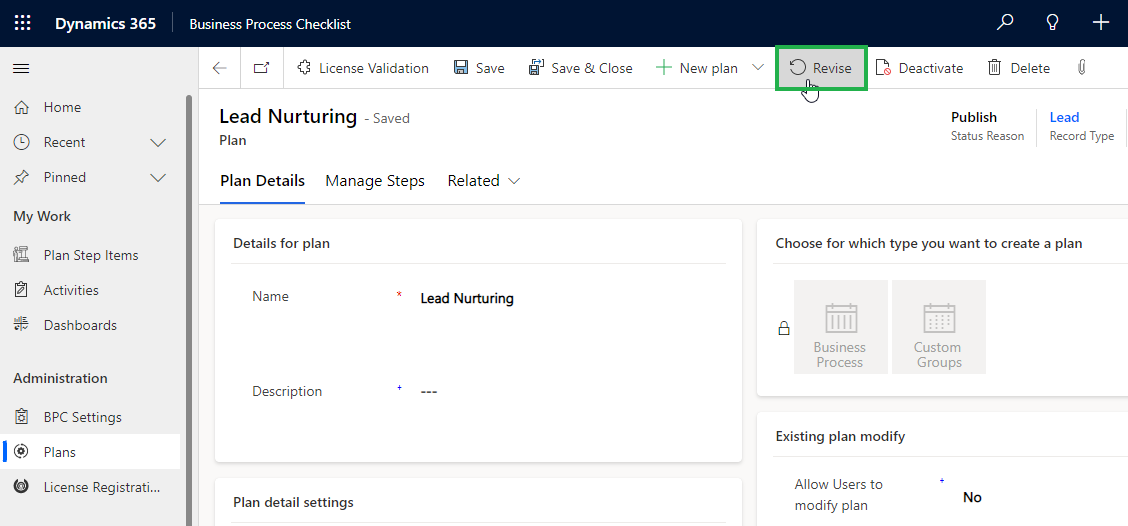 Dynamics 365 Business Process Checklist
License Validation Save Save & Close New plan Revise Deactivate Delete
Home
Recent
Pinned
My Work
Plan Step Items
Activities
Dashboards
Administration
BPC Settings
Plans
License Registrati...
Lead Nurturing - Saved
Plan
Publish
Status Reason
Lead
Record Type
Plan Details Manage Steps Related
Details for plan
Name * Lead Nurturing
Description + ---
Plan detail settings
Choose for which type you want to create a plan
Business
Process
Custom
Groups
Existing plan modify
Allow Users to
modify plan
+ No